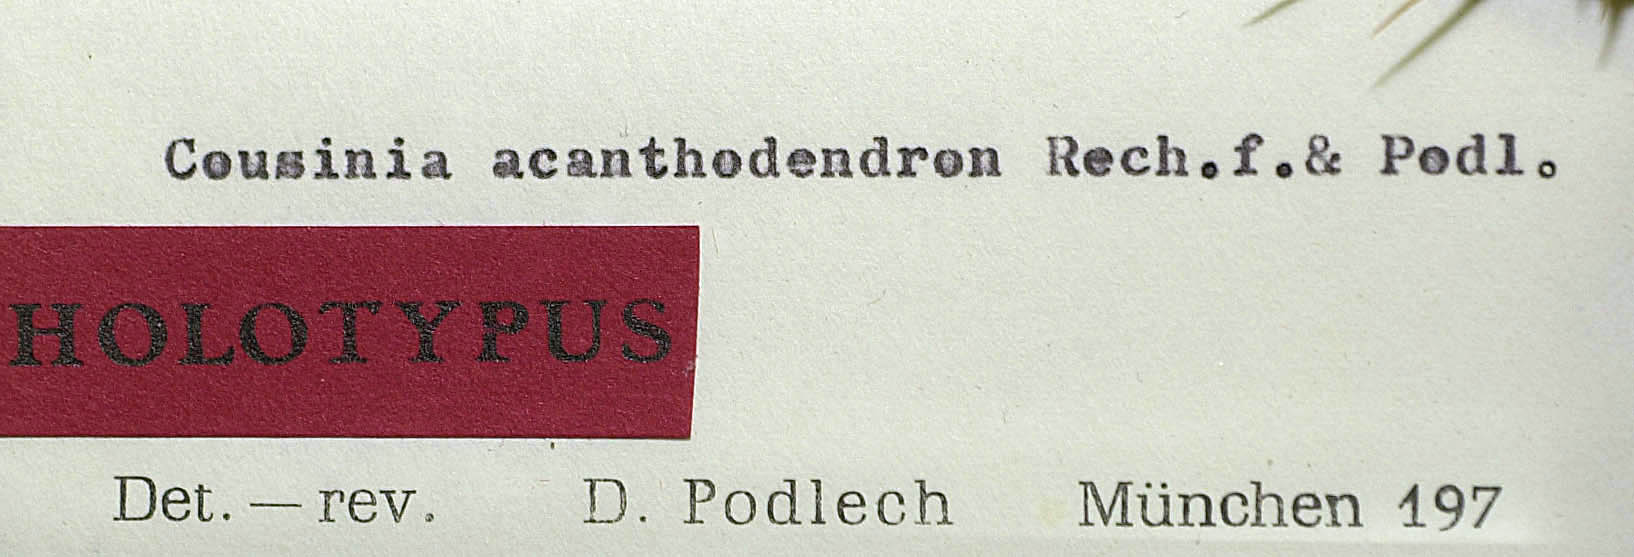 Cousinia acanthodendron Rech.f.& Podl.
HOLOTYPUS
Det. — rev. D. Podlech München 197